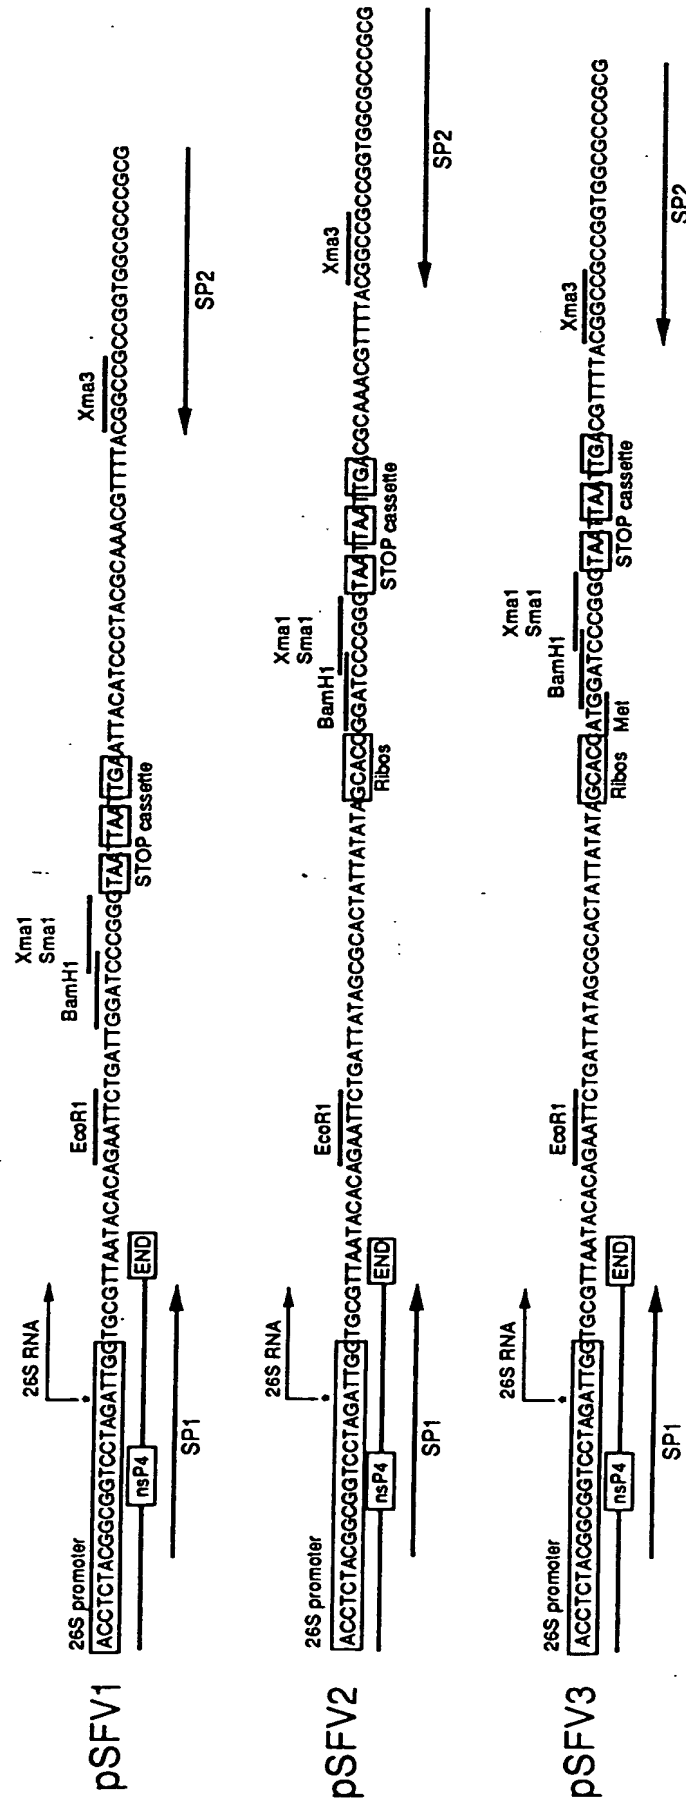 pSFV1
26S promoter
26S RNA
EcoR1
BamH1
Xma1
Sma1
Xma3
ACCTCTACGGCGGTCCTAGATTGGTGCGTTAATACACAGAATTCTGATTGGATCCCGGGTAATTAATTGAATTACATCCCTACGCAAACGTTTTACGGCCGCCGGTGGCGCCCGCG
nsP4
END
STOP cassette
SP1
SP2
pSFV2
26S promoter
26S RNA
EcoR1
BamH1
Xma1
Sma1
Xma3
ACCTCTACGGCGGTCCTAGATTGGTGCGTTAATACACAGAATTCTGATTATAGCGCACTATTATATAGCACCGGATCCCGGGTAATTAATTGACGCAAACGTTTTACGGCCGCCGGTGGCGCCCGCG
nsP4
END
Ribos
STOP cassette
SP1
SP2
pSFV3
26S promoter
26S RNA
EcoR1
BamH1
Xma1
Sma1
Xma3
ACCTCTACGGCGGTCCTAGATTGGTGCGTTAATACACAGAATTCTGATTATAGCGCACTATTATATAGCACCATGGATCCCGGGTAATTAATTGACGTTTTACGGCCGCCGGTGGCGCCCGCG
nsP4
END
Ribos
Met
STOP cassette
SP1
SP2